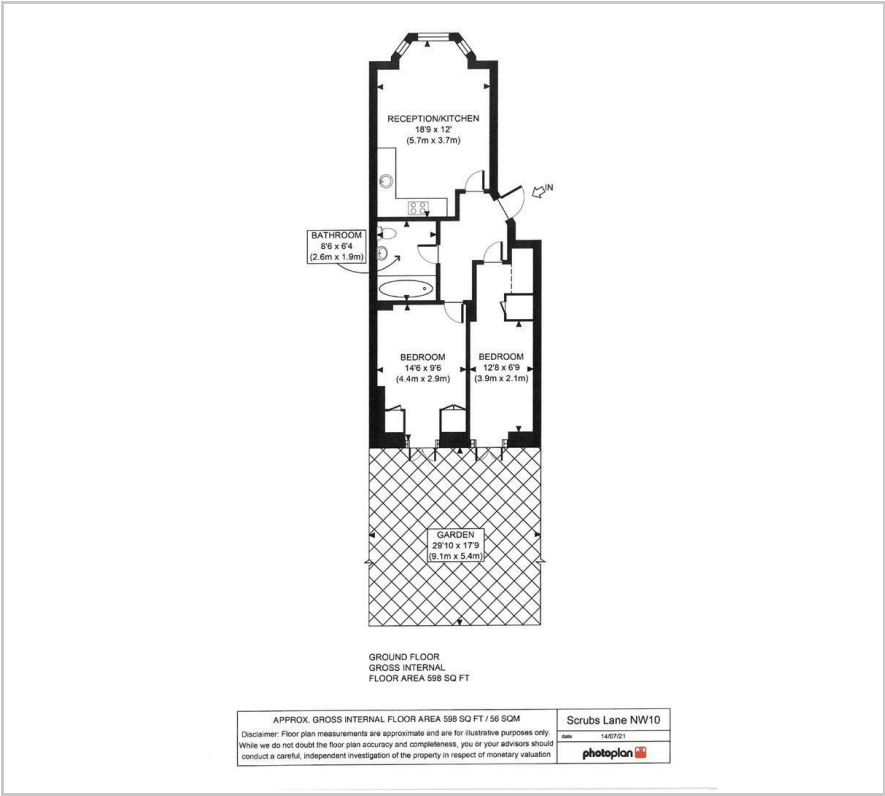 RECEPTION/KITCHEN
18'9 x 12'
(5.7m x 3.7m)
IN
BATHROOM
8'6 x 6'4
(2.6m x 1.9m)
BEDROOM
14'6 x 9'6
(4.4m x 2.9m)
BEDROOM
12'8 x 6'9
(3.9m x 2.1m)
GARDEN
29'10 x 17'9
(9.1m x 5.4m)
GROUND FLOOR
GROSS INTERNAL
FLOOR AREA 598 SQ FT
APPROX. GROSS INTERNAL FLOOR AREA 598 SQ FT / 56 SQM
Disclaimer: Floor plan measurements are approximate and are for illustrative purposes only.
While we do not doubt the floor plan accuracy and completeness, you or your advisors should
conduct a careful, independent investigation of the property in respect of monetary valuation
Scrubs Lane NW10
date 14/07/21
photoplan